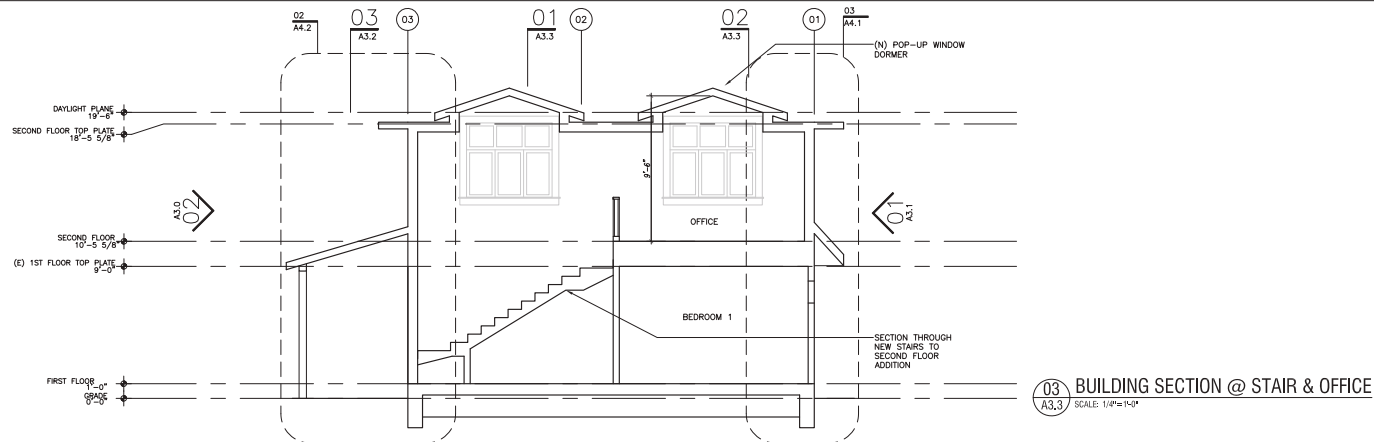 02
A4.2
03
A3.2
03
01
A3.3
02
02
A3.3
01
03
A4.1
(N) POP-UP WINDOW
DORMER
DAYLIGHT PLANE
19'-6"
SECOND FLOOR TOP PLATE
18'-5 5/8"
9'-6"
02
A3.0
01
A3.1
OFFICE
SECOND FLOOR
10'-5 5/8"
(E) 1ST FLOOR TOP PLATE
9'-0"
BEDROOM 1
SECTION THROUGH
NEW STAIRS TO
SECOND FLOOR
ADDITION
FIRST FLOOR
1'-0"
GRADE
0'-0"
03
A3.3
BUILDING SECTION @ STAIR & OFFICE
SCALE: 1/4"=1'-0"